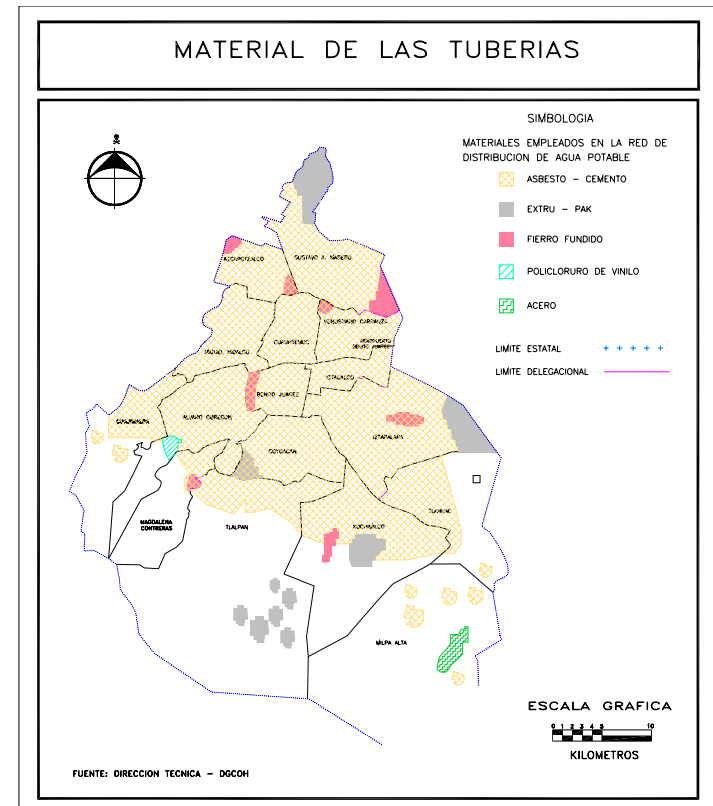 MATERIAL DE LAS TUBERIAS
SIMBOLOGIA
MATERIALES EMPLEADOS EN LA RED DE
DISTRIBUCION DE AGUA POTABLE
ASBESTO - CEMENTO
EXTRU - PAK
FIERRO FUNDIDO
POLICLORURO DE VINILO
ACERO
LIMITE ESTATAL
LIMITE DELEGACIONAL
GUSTAVO A. MADERO
AZCAPOTZALCO
VENUSTIANO CARRANZA
CUAUHTEMOC
AEROPUERTO
BENITO JUAREZ
MIGUEL HIDALGO
IZTACALCO
BENITO JUAREZ
ALVARO OBREGON
CUAJIMALPA
IZTAPALAPA
COYOACAN
TLAHUAC
XOCHIMILCO
MAGDALENA
CONTRERAS
TLALPAN
MILPA ALTA
ESCALA GRAFICA
0 1 2 3 4 5 10
KILOMETROS
FUENTE: DIRECCION TECNICA - DGCOH